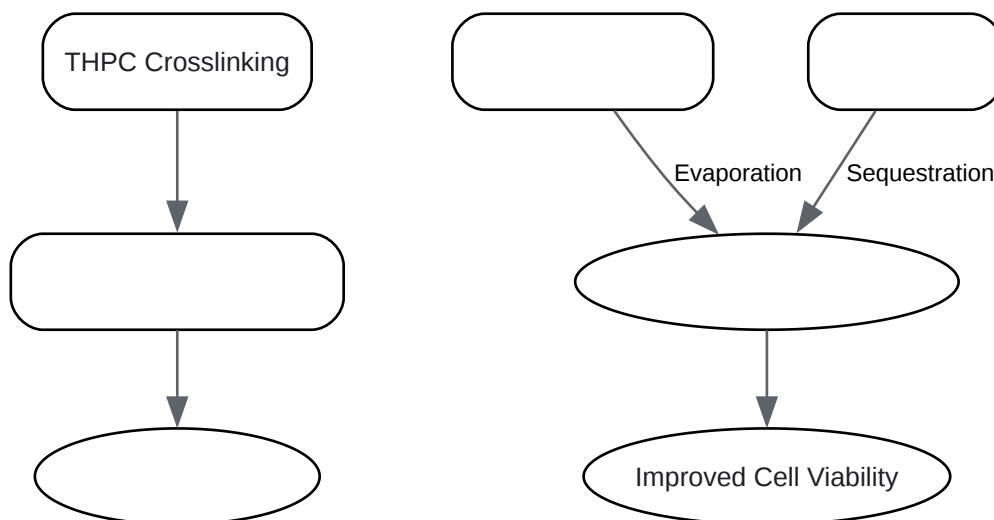 THPC Crosslinking
Evaporation
Sequestration
Improved Cell Viability